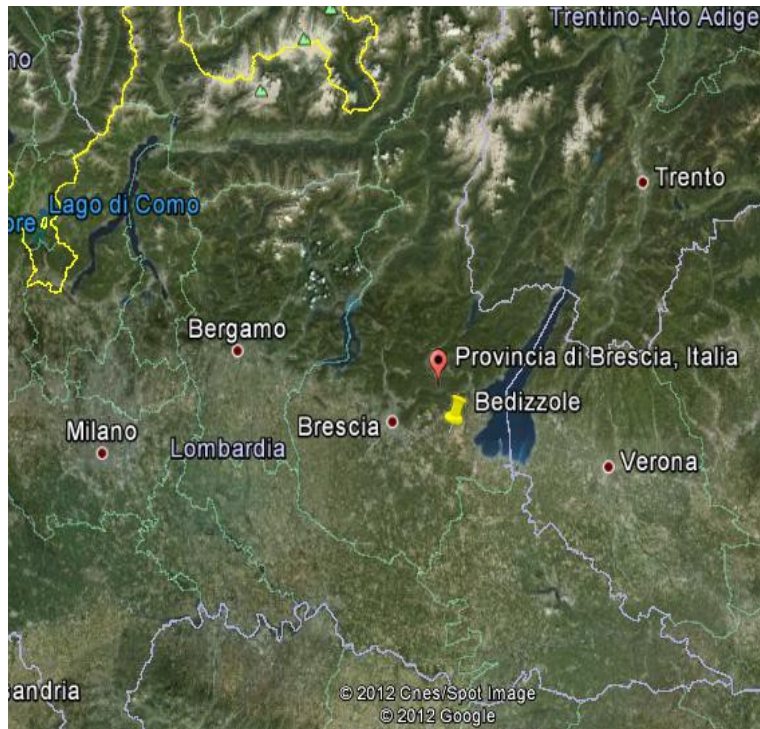 Trentino-Alto Adige
no
Trento
Lago di Como
ore
Bergamo
Provincia di Brescia, Italia
Bedizzole
Brescia
Milano
Lombardia
Verona
sandria
© 2012 Cnes/Spot Image
© 2012 Google